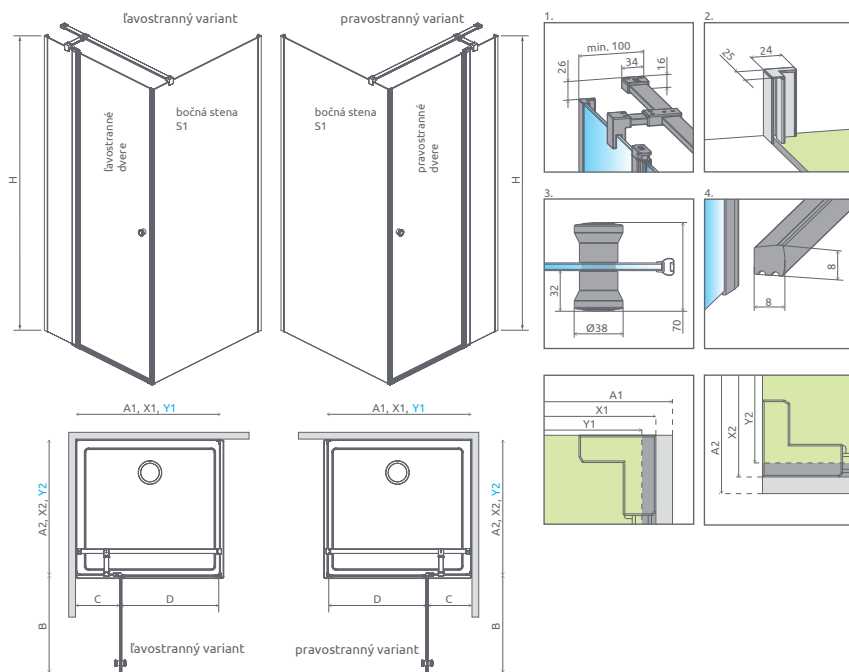 ľavostranný variant
pravostranný variant
H
ľavostranné
dvere
bočná stena
S1
bočná stena
S1
pravostranné
dvere
H
1.
min. 100
34
26
16
2.
24
25
3.
32
Ø38
70
4.
8
8
A1, X1, Y1
A2, X2, Y2
C
D
B
ľavostranný variant
A1, X1, Y1
A2, X2, Y2
D
C
B
pravostranný variant
A1
X1
Y1
A2
X2
Y2